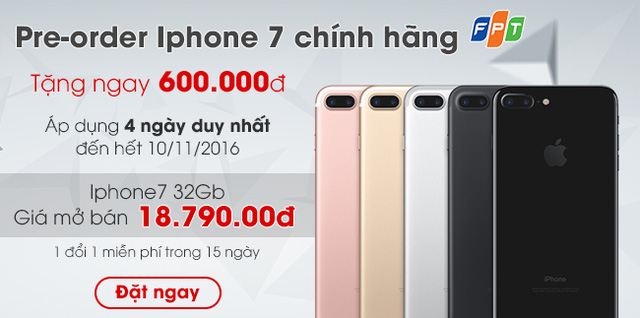 Pre-order Iphone 7 chính hãng FPT
Tặng ngay 600.000đ
Áp dụng 4 ngày duy nhất
đến hết 10/11/2016
Iphone7 32Gb
Giá mở bán 18.790.00đ
1 đổi 1 miễn phí trong 15 ngày
Đặt ngay
iPhone